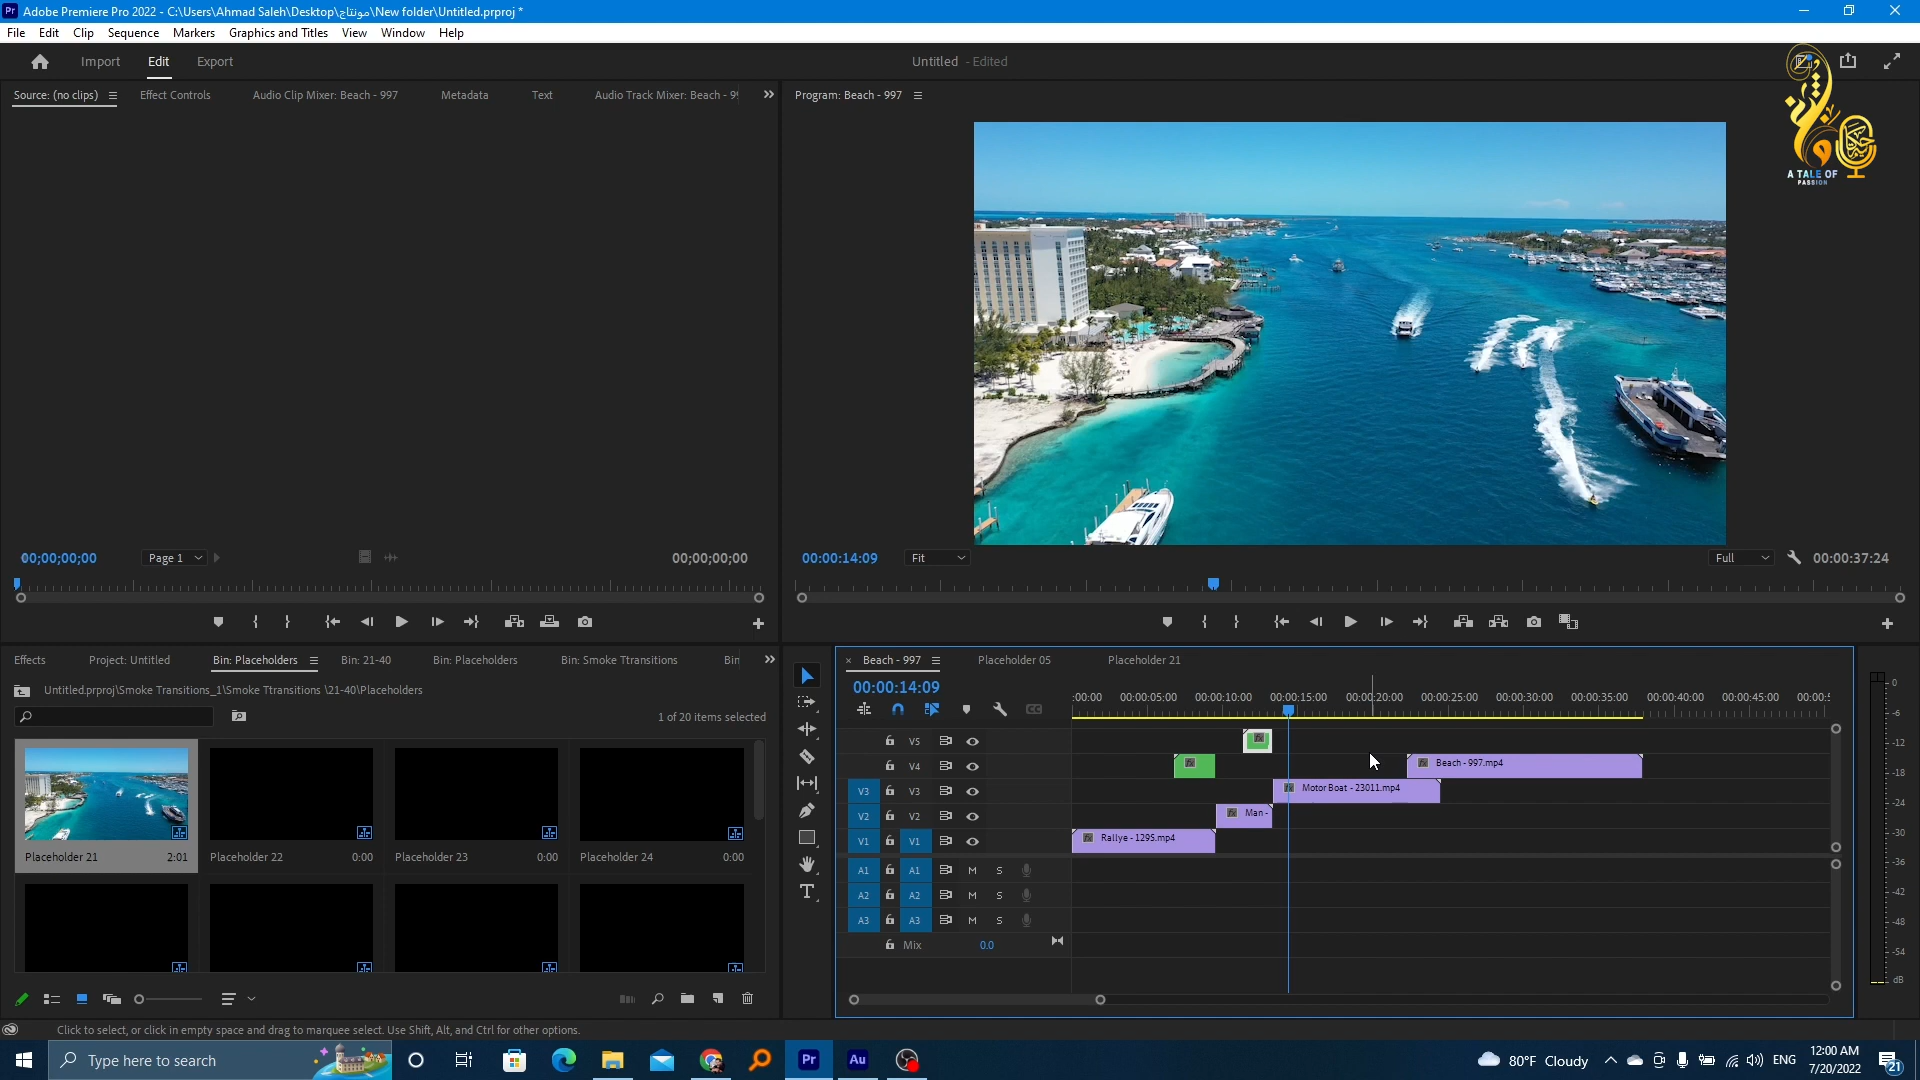 Adobe Premiere Pro 2022 - C:\Users\Ahmad Saleh\Desktop\مونتاج\New folder\Untitled.prproj *
File Edit Clip Sequence Markers Graphics and Titles View Window Help
Import Edit Export
Untitled - Edited
A TALE OF
PASSION
Source: (no clips) Effect Controls Audio Clip Mixer: Beach - 997 Metadata Text Audio Track Mixer: Beach - 9
Program: Beach - 997
00;00;00;00 Page 1 00;00;00;00
00:00:14:09 Fit Full 00:00:37:24
Effects Project: Untitled Bin: Placeholders Bin: 21-40 Bin: Placeholders Bin: Smoke Ttransitions Bin
Untitled.prproj\Smoke Transitions_1\Smoke Ttransitions \21-40\Placeholders
1 of 20 items selected
Placeholder 21 2:01
Placeholder 22 0:00
Placeholder 23 0:00
Placeholder 24 0:00
Beach - 997 Placeholder 05 Placeholder 21
00:00:14:09
:00:00 00:00:05:00 00:00:10:00 00:00:15:00 00:00:20:00 00:00:25:00 00:00:30:00 00:00:35:00 00:00:40:00 00:00:45:00 00:00:5
V5
V4
Beach - 997.mp4
V3 V3
Motor Boat - 23011.mp4
V2 V2
Man -
V1 V1
Rallye - 1295.mp4
A1 A1 M S
A2 A2 M S
A3 A3 M S
Mix 0.0
0
-6
-12
-18
-24
-30
-36
-42
-48
-54
dB
Click to select, or click in empty space and drag to marquee select. Use Shift, Alt, and Ctrl for other options.
Type here to search
Pr
Au
80°F Cloudy
ENG
12:00 AM
7/20/2022
21